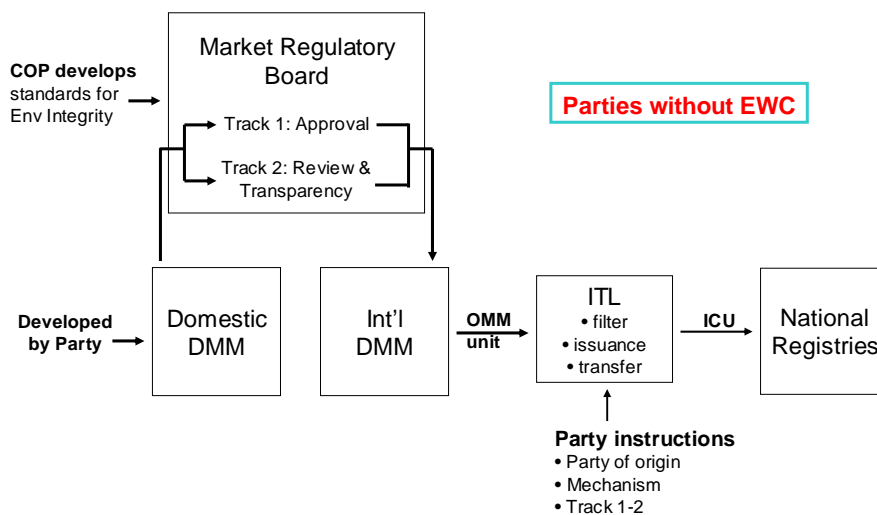 Market Regulatory
Board
COP develops
standards for
Env Integrity
Parties without EWC
Track 1: Approval
Track 2: Review &
Transparency
Developed
by Party
Domestic
DMM
Int'l
DMM
OMM
unit
ITL
• filter
• issuance
• transfer
ICU
National
Registries
Party instructions
• Party of origin
• Mechanism
• Track 1-2